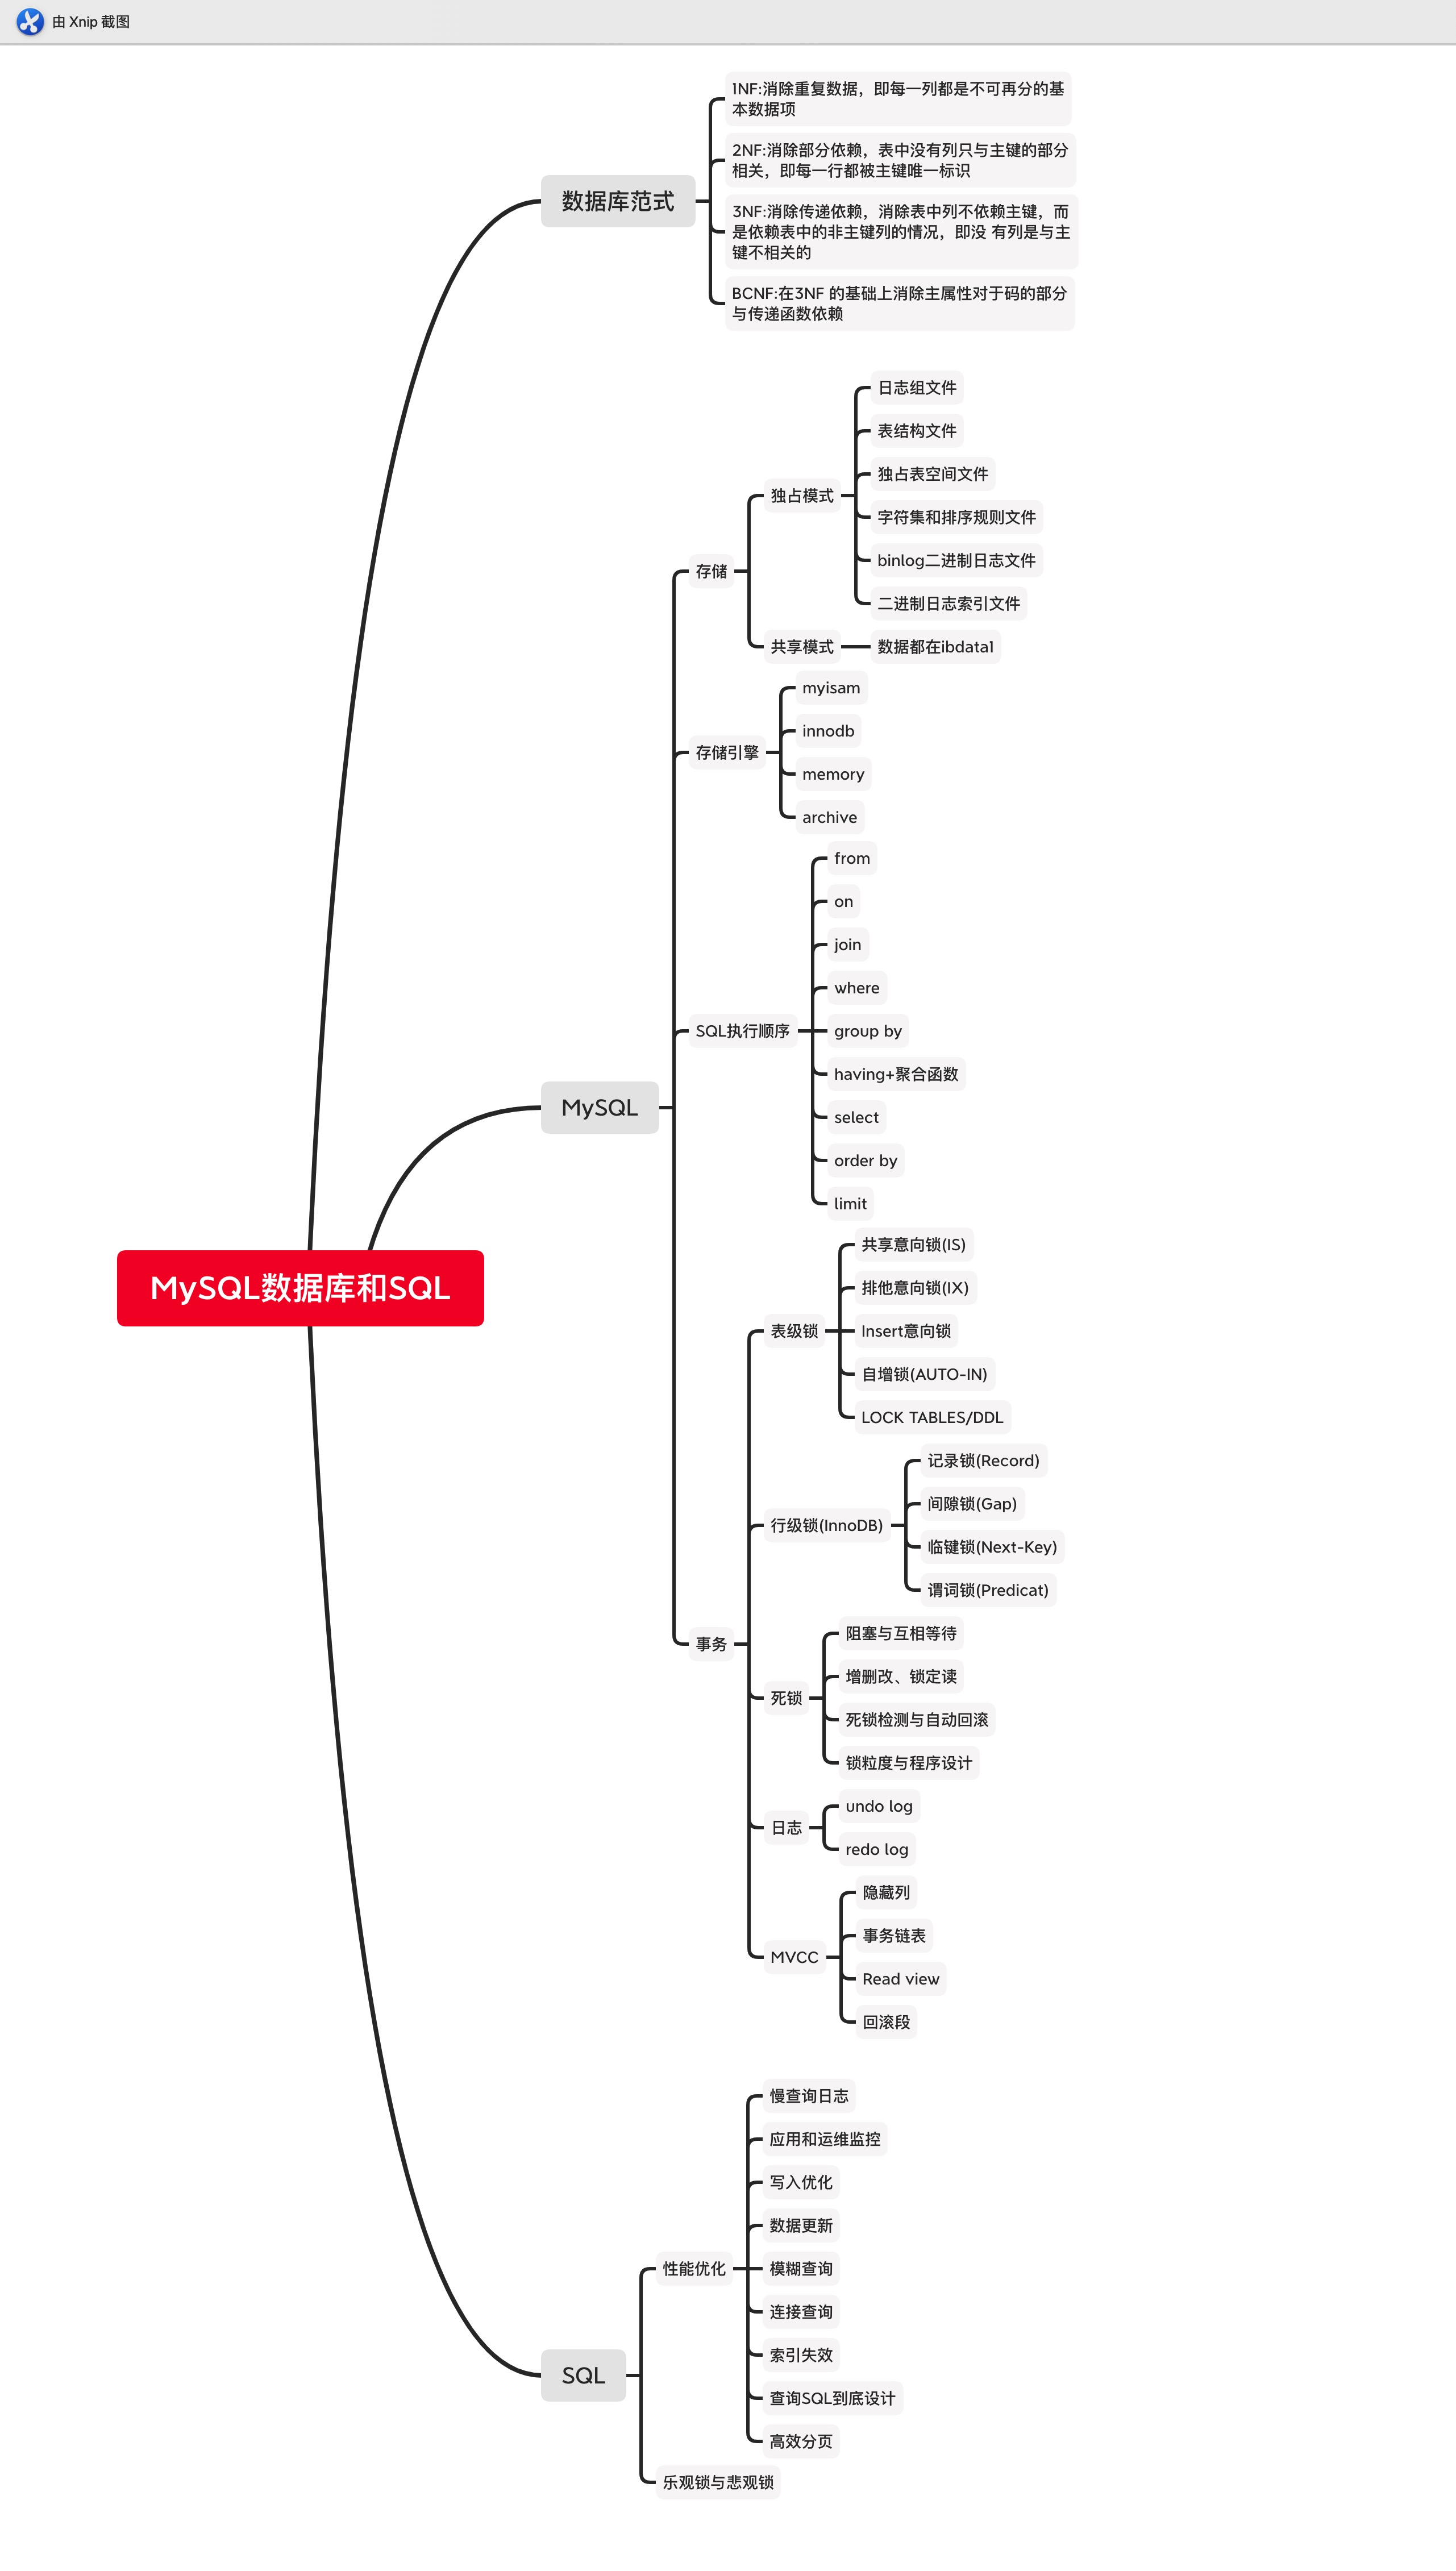 由 Xnip 截图
1NF:消除重复数据，即每一列都是不可再分的基
本数据项
2NF:消除部分依赖，表中没有列只与主键的部分
相关，即每一行都被主键唯一标识
数据库范式
3NF:消除传递依赖，消除表中列不依赖主键，而
是依赖表中的非主键列的情况，即没 有列是与主
键不相关的
BCNF:在3NF 的基础上消除主属性对于码的部分
与传递函数依赖
日志组文件
表结构文件
独占表空间文件
独占模式
字符集和排序规则文件
binlog二进制日志文件
存储
二进制日志索引文件
共享模式
数据都在ibdata1
myisam
innodb
存储引擎
memory
archive
from
on
join
where
SQL执行顺序
group by
having+聚合函数
MySQL
select
order by
limit
MySQL数据库和SQL
共享意向锁(IS)
排他意向锁(IX)
表级锁
Insert意向锁
自增锁(AUTO-IN)
LOCK TABLES/DDL
记录锁(Record)
间隙锁(Gap)
行级锁(InnoDB)
临键锁(Next-Key)
谓词锁(Predicat)
事务
阻塞与互相等待
增删改、锁定读
死锁
死锁检测与自动回滚
锁粒度与程序设计
undo log
日志
redo log
隐藏列
事务链表
MVCC
Read view
回滚段
慢查询日志
应用和运维监控
写入优化
数据更新
性能优化
模糊查询
连接查询
索引失效
SQL
查询SQL到底设计
高效分页
乐观锁与悲观锁